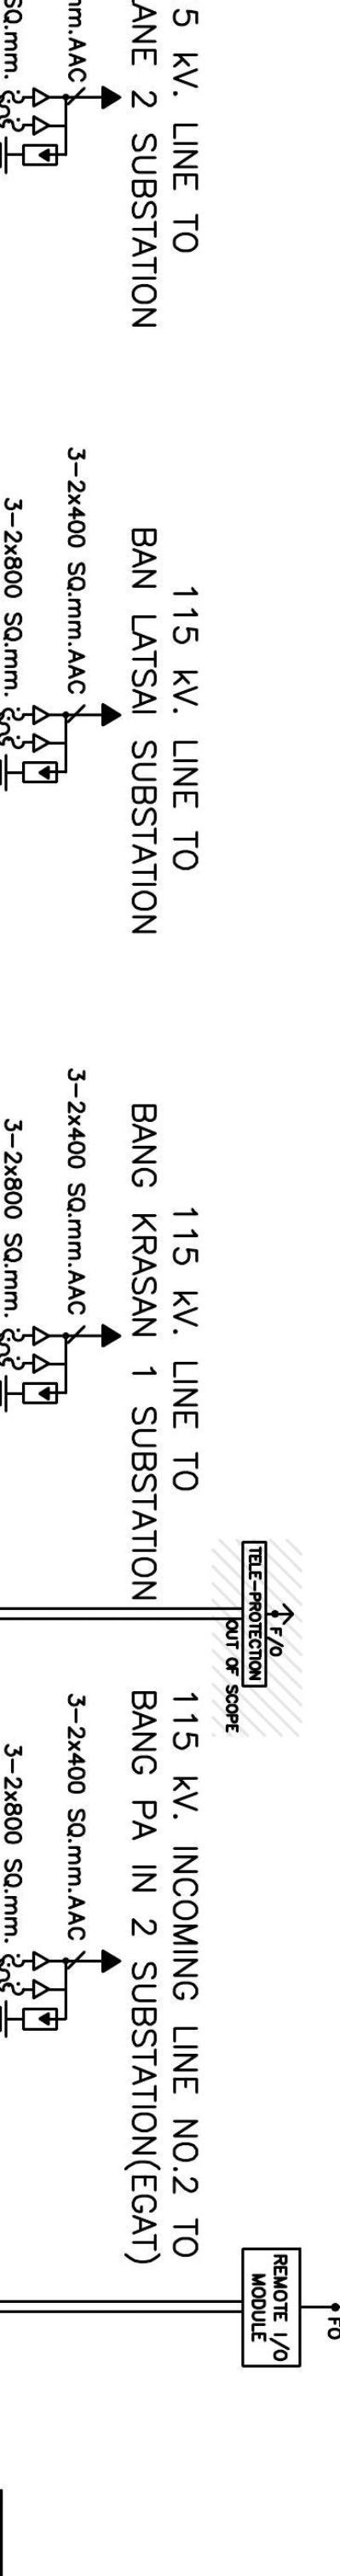 5 kV. LINE TO
ANE 2 SUBSTATION
mm.AAC
SQ.mm.
115 kV. LINE TO
BAN LATSAI SUBSTATION
3-2x400 SQ.mm.AAC
3-2x800 SQ.mm.
115 kV. LINE TO
BANG KRASAN 1 SUBSTATION
3-2x400 SQ.mm.AAC
3-2x800 SQ.mm.
F/O
TELE-PROTECTION
OUT OF SCOPE
115 kV. INCOMING LINE NO.2 TO
BANG PA IN 2 SUBSTATION(EGAT)
3-2x400 SQ.mm.AAC
3-2x800 SQ.mm.
FO
REMOTE I/O
MODULE